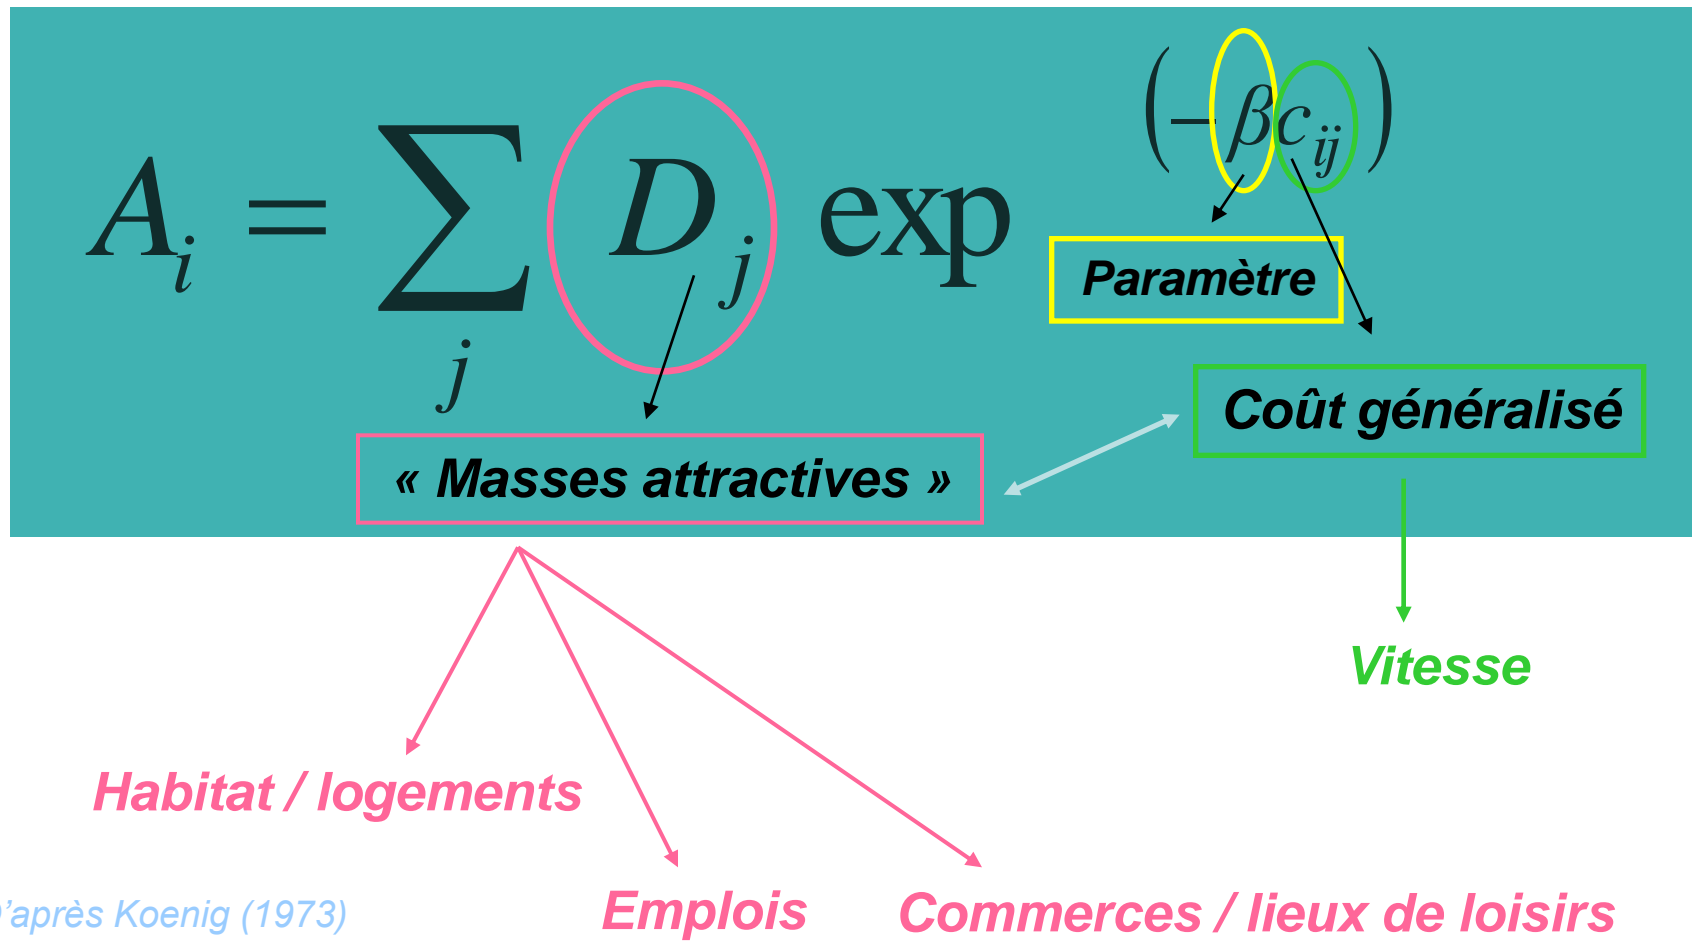 A_i = ∑_j D_j exp^(−βc_ij)
Paramètre
Coût généralisé
« Masses attractives »
Vitesse
Habitat / logements
Emplois
Commerces / lieux de loisirs
’après Koenig (1973)